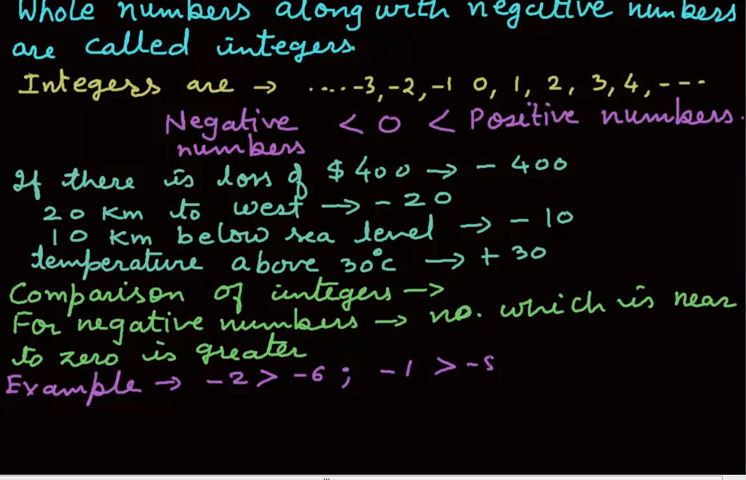 Whole numbers along with negative numbers
are called integers.
Integers are → .....-3, -2, -1 0, 1, 2, 3, 4, ---
Negative < 0 < Positive numbers.
numbers
If there is loss of $400 → - 400
20 Km to west → - 20
10 Km below sea level → - 10
temperature above 30°c → + 30
Comparison of integers →
For negative numbers → no. which is near
to zero is greater
Example → -2 > -6 ; -1 > -5